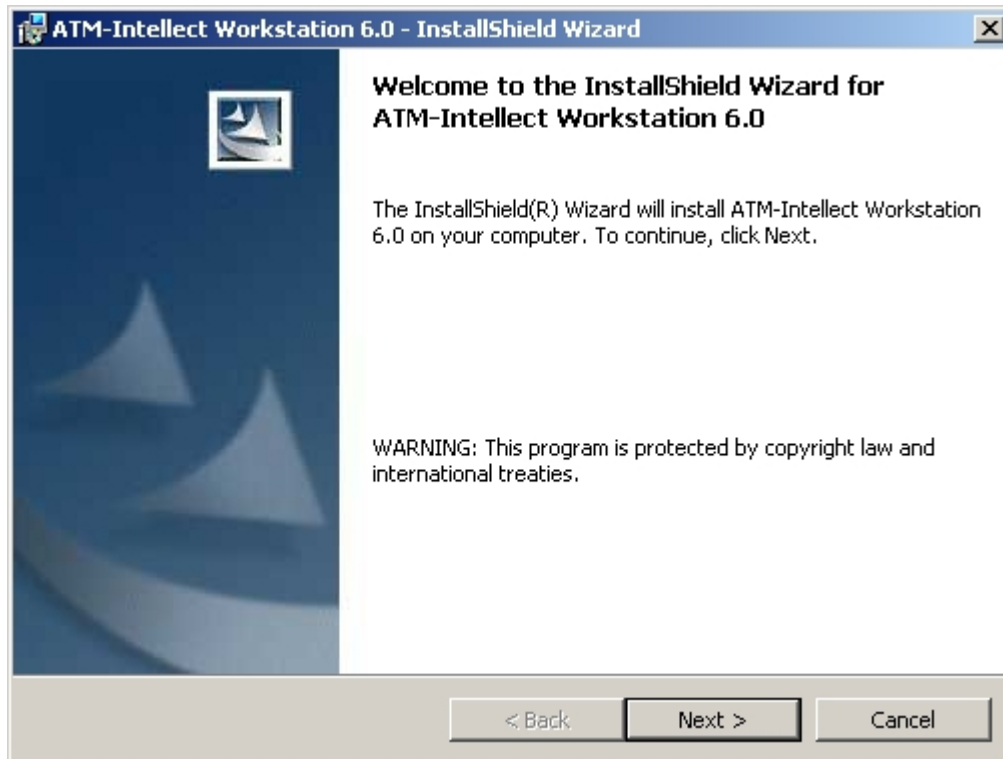 ATM-Intellect Workstation 6.0 - InstallShield Wizard
Welcome to the InstallShield Wizard for
ATM-Intellect Workstation 6.0
The InstallShield(R) Wizard will install ATM-Intellect Workstation
6.0 on your computer. To continue, click Next.
WARNING: This program is protected by copyright law and
international treaties.
< Back
Next >
Cancel